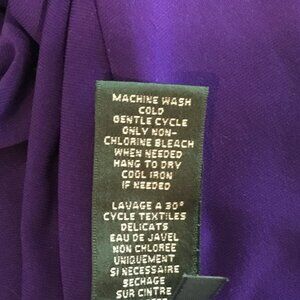 MACHINE WASH
COLD
GENTLE CYCLE
ONLY NON-
CHLORINE BLEACH
WHEN NEEDED
HANG TO DRY
COOL IRON
IF NEEDED
LAVAGE A 30°
CYCLE TEXTILES
DELICATS
EAU DE JAVEL
NON CHLOREE
UNIQUEMENT
SI NECESSAIRE
SECHAGE
SUR CINTRE